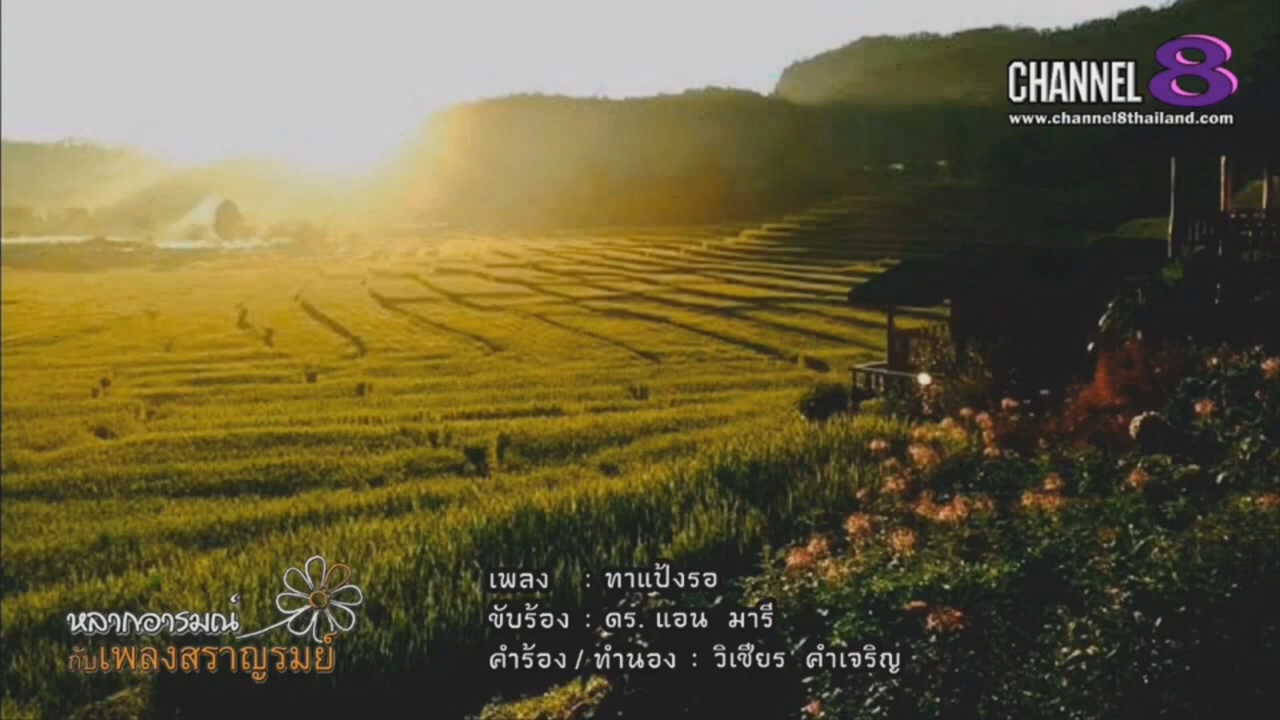 CHANNEL 8
www.channel8thailand.com
เพลง : ทาแป้งรอ
ขับร้อง : ดร. แอน มารี
คำร้อง / ทำนอง : วิเชียร คำเจริญ
หลากอารมณ์
กับเพลงสราญรมย์